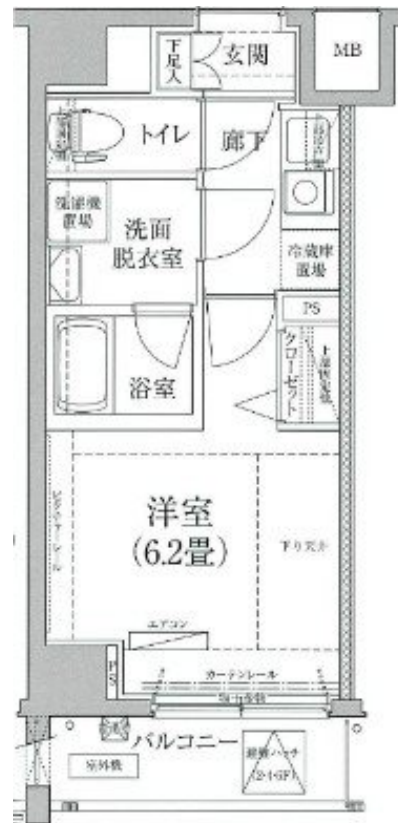 下足入
玄関
MB
トイレ
廊下
洗濯機
置場
洗面
脱衣室
冷蔵庫
置場
PS
クローゼット
浴室
洋室
(6.2畳)
下り天井
エアコン
カーテンレール
バルコニー
室外機
避難ハッチ
(2・4・6F)